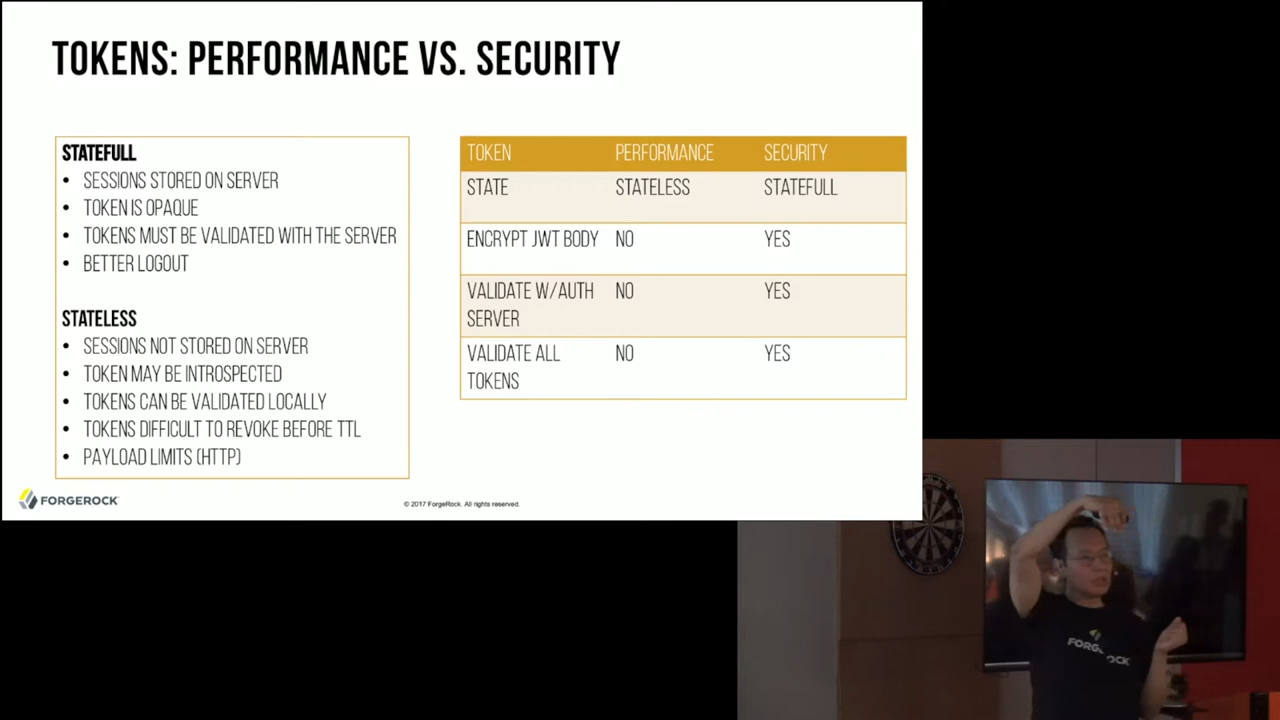 TOKENS: PERFORMANCE VS. SECURITY
STATEFULL
• SESSIONS STORED ON SERVER
• TOKEN IS OPAQUE
• TOKENS MUST BE VALIDATED WITH THE SERVER
• BETTER LOGOUT
STATELESS
• SESSIONS NOT STORED ON SERVER
• TOKEN MAY BE INTROSPECTED
• TOKENS CAN BE VALIDATED LOCALLY
• TOKENS DIFFICULT TO REVOKE BEFORE TTL
• PAYLOAD LIMITS (HTTP)
TOKEN PERFORMANCE SECURITY
STATE STATELESS STATEFULL
ENCRYPT JWT BODY NO YES
VALIDATE W/AUTH NO YES
SERVER
VALIDATE ALL NO YES
TOKENS
FORGEROCK
© 2017 ForgeRock. All rights reserved.
FORGEROCK